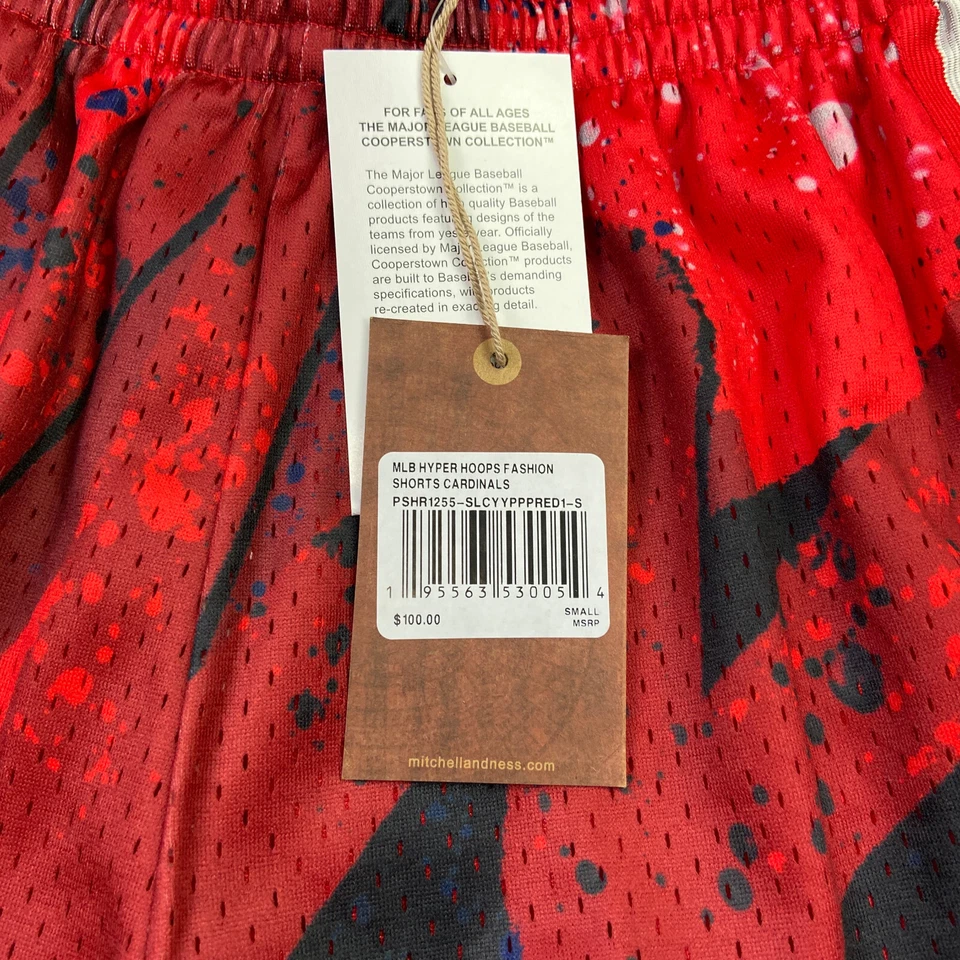 FOR FANS OF ALL AGES
THE MAJOR LEAGUE BASEBALL
COOPERSTOWN COLLECTION™
The Major League Baseball
Cooperstown Collection™ is a
collection of high quality Baseball
products featuring designs of the
teams from yesteryear. Officially
licensed by Major League Baseball,
Cooperstown Collection™ products
are built to Baseball's demanding
specifications, with products
re-created in exacting detail.
MLB HYPER HOOPS FASHION
SHORTS CARDINALS
PSHR1255-SLCYYPPPRED1-S
1 95563 53005 4
$100.00
SMALL
MSRP
mitchellandness.com